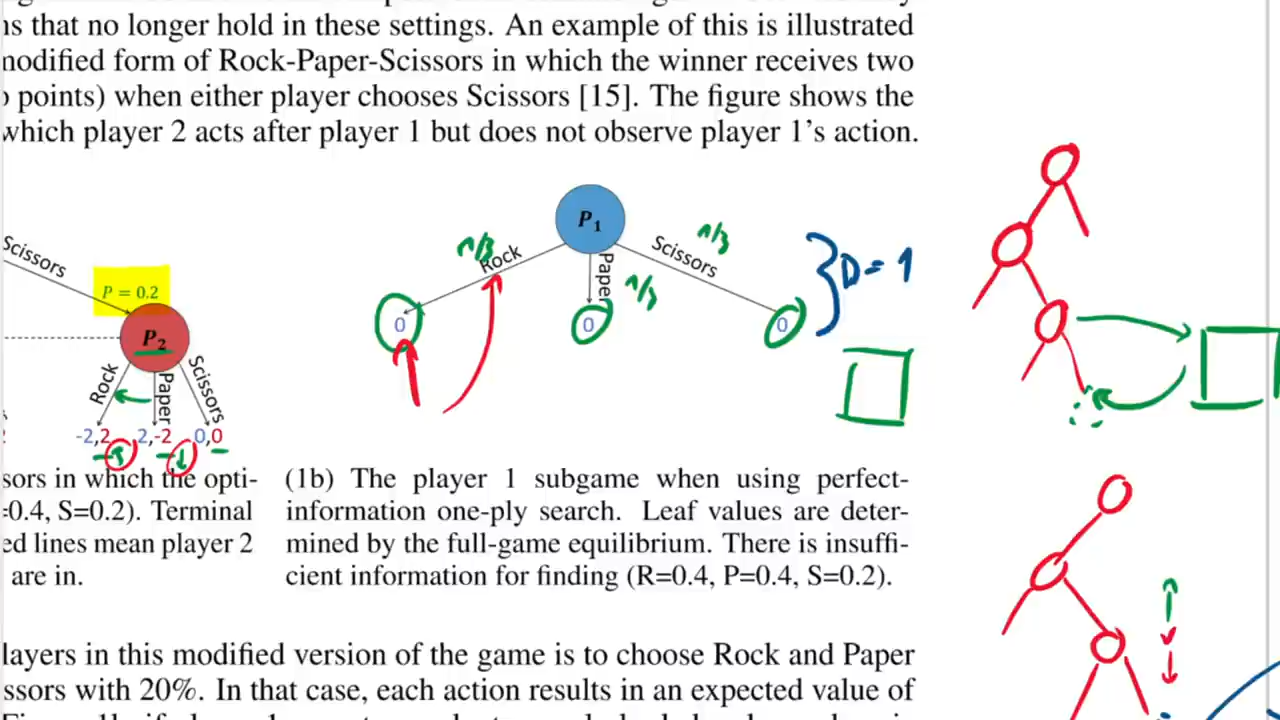 ns that no longer hold in these settings. An example of this is illustrated
modified form of Rock-Paper-Scissors in which the winner receives two
points) when either player chooses Scissors [15]. The figure shows the
which player 2 acts after player 1 but does not observe player 1's action.
Scissors
P = 0.2
P2
Rock
Paper
Scissors
-2,2
2,-2
0,0
P1
1/3
Rock
Paper
1/3
Scissors
1/3
0
0
0
D = 1
sors in which the opti-
=0.4, S=0.2). Terminal
ed lines mean player 2
are in.
(1b) The player 1 subgame when using perfect-
information one-ply search. Leaf values are deter-
mined by the full-game equilibrium. There is insuffi-
cient information for finding (R=0.4, P=0.4, S=0.2).
layers in this modified version of the game is to choose Rock and Paper
ssors with 20%. In that case, each action results in an expected value of